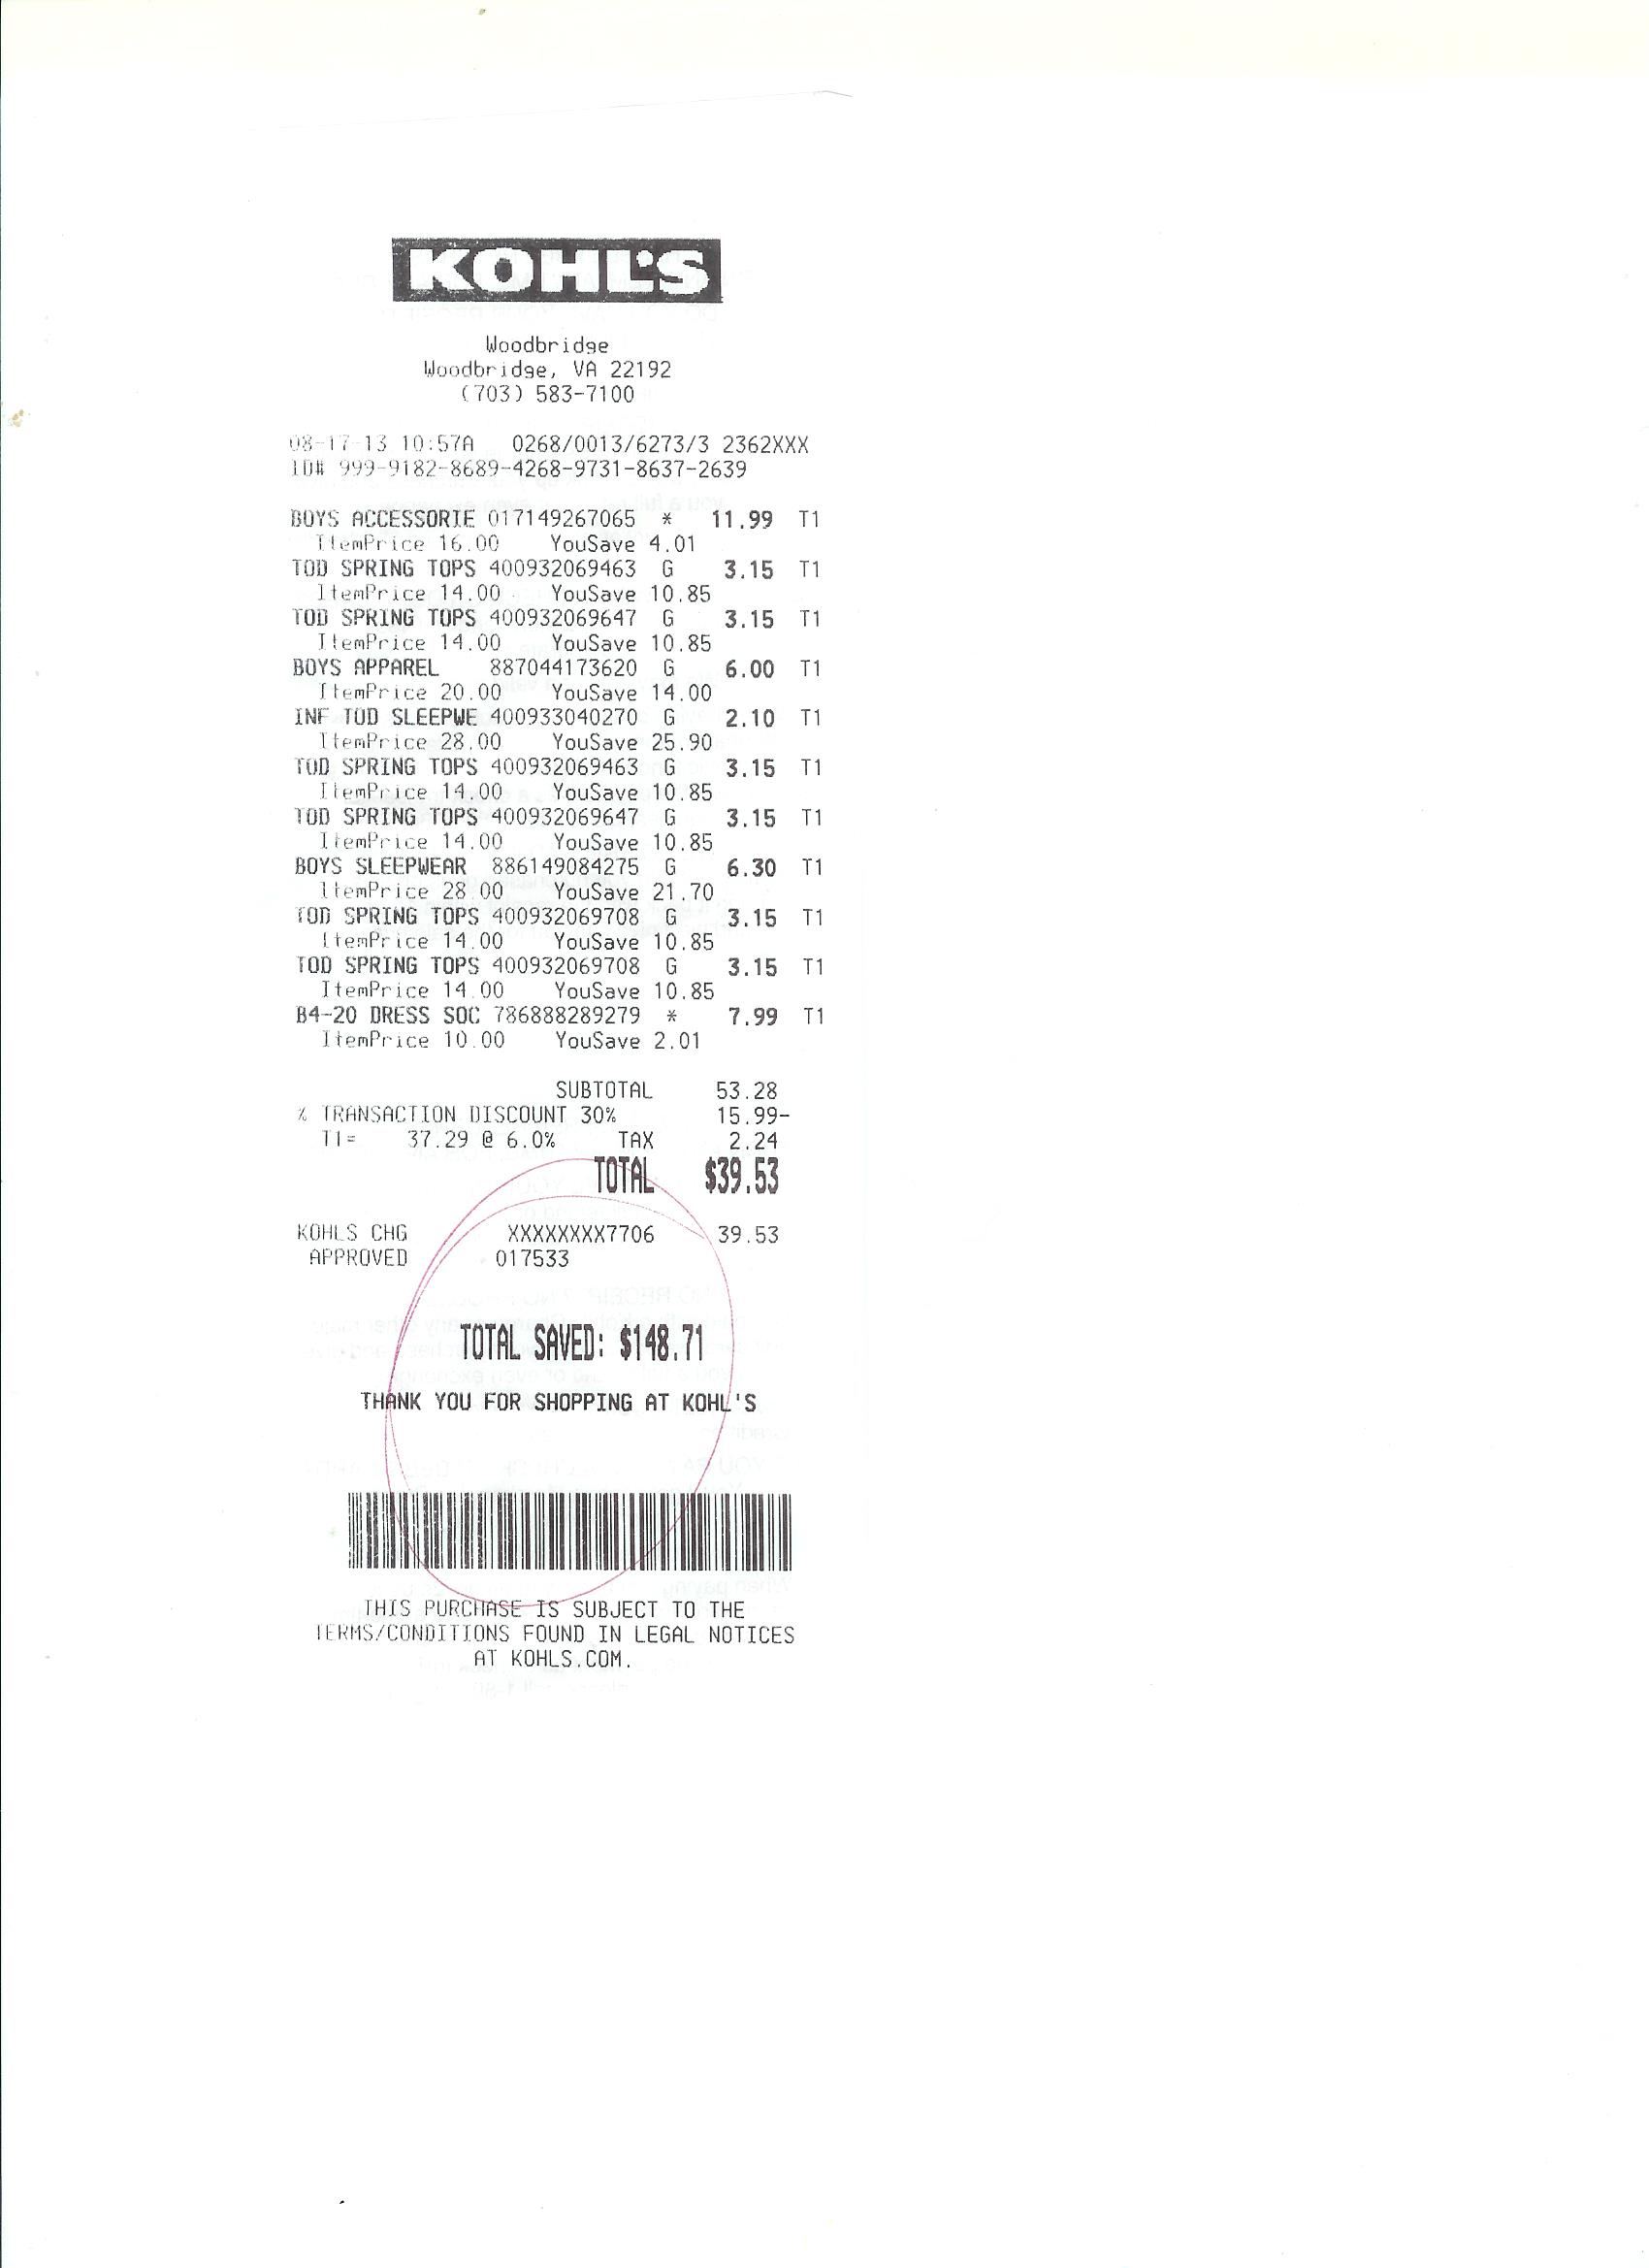 KOHL'S
Woodbridge
Woodbridge, VA 22192
(703) 583-7100
08-17-13 10:57A 0268/0013/6273/3 2362XXX
ID# 999-9182-8689-4268-9731-8637-2639
BOYS ACCESSORIE 017149267065 * 11.99 T1
ItemPrice 16.00 YouSave 4.01
TOD SPRING TOPS 400932069463 G 3.15 T1
ItemPrice 14.00 YouSave 10.85
TOD SPRING TOPS 400932069647 G 3.15 T1
ItemPrice 14.00 YouSave 10.85
BOYS APPAREL 887044173620 G 6.00 T1
ItemPrice 20.00 YouSave 14.00
INF TOD SLEEPWE 400933040270 G 2.10 T1
ItemPrice 28.00 YouSave 25.90
TOD SPRING TOPS 400932069463 G 3.15 T1
ItemPrice 14.00 YouSave 10.85
TOD SPRING TOPS 400932069647 G 3.15 T1
ItemPrice 14.00 YouSave 10.85
BOYS SLEEPWEAR 886149084275 G 6.30 T1
ItemPrice 28.00 YouSave 21.70
TOD SPRING TOPS 400932069708 G 3.15 T1
ItemPrice 14.00 YouSave 10.85
TOD SPRING TOPS 400932069708 G 3.15 T1
ItemPrice 14.00 YouSave 10.85
B4-20 DRESS SOC 786888289279 * 7.99 T1
ItemPrice 10.00 YouSave 2.01
SUBTOTAL 53.28
% TRANSACTION DISCOUNT 30% 15.99-
T1= 37.29 @ 6.0% TAX 2.24
TOTAL $39.53
KOHLS CHG XXXXXXXX7706 39.53
APPROVED 017533
TOTAL SAVED: $148.71
THANK YOU FOR SHOPPING AT KOHL'S
THIS PURCHASE IS SUBJECT TO THE
TERMS/CONDITIONS FOUND IN LEGAL NOTICES
AT KOHLS.COM.